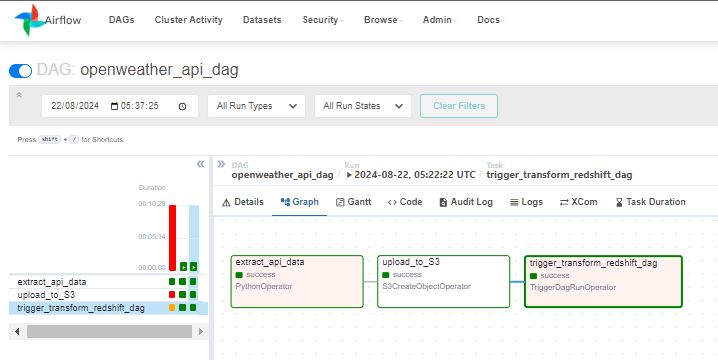 Airflow DAGs Cluster Activity Datasets Security Browse Admin Docs
DAG: openweather_api_dag
22/08/2024 05:37:25 All Run Types All Run States Clear Filters
Press shift + / for Shortcuts
DAG Run Task
openweather_api_dag / 2024-08-22, 05:22:22 UTC / trigger_transform_redshift_dag
Details Graph Gantt <> Code Audit Log Logs XCom Task Duration
Duration
00:10:29
00:05:14
00:00:00
extract_api_data
upload_to_S3
trigger_transform_redshift_dag
extract_api_data
success
PythonOperator
upload_to_S3
success
S3CreateObjectOperator
trigger_transform_redshift_dag
success
TriggerDagRunOperator